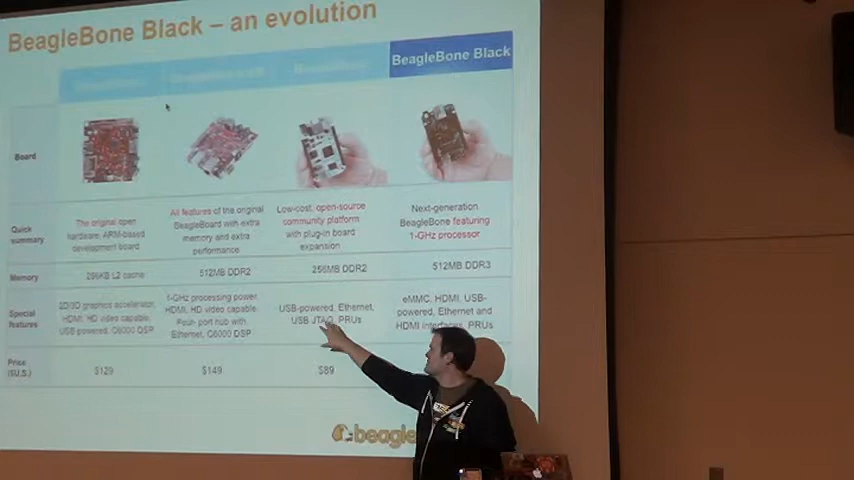 BeagleBone Black – an evolution
BeagleBone Black
Board
Quick
summary
The original open
hardware, ARM-based
development board
All features of the original
BeagleBoard with extra
memory and extra
performance
Low-cost, open-source
community platform
with plug-in board
expansion
Next-generation
BeagleBone featuring
1-GHz processor
Memory
256KB L2 cache
512MB DDR2
256MB DDR2
512MB DDR3
Special
features
2D/3D graphics accelerator,
HDMI, HD video capable,
USB powered, C6000 DSP
1-GHz processing power,
HDMI, HD video capable
Four- port hub with
Ethernet, C6000 DSP
USB-powered, Ethernet,
USB JTAG, PRUs
eMMC, HDMI, USB-
powered, Ethernet and
HDMI interfaces, PRUs
Price
(U.S.)
$129
$149
$89
beagle